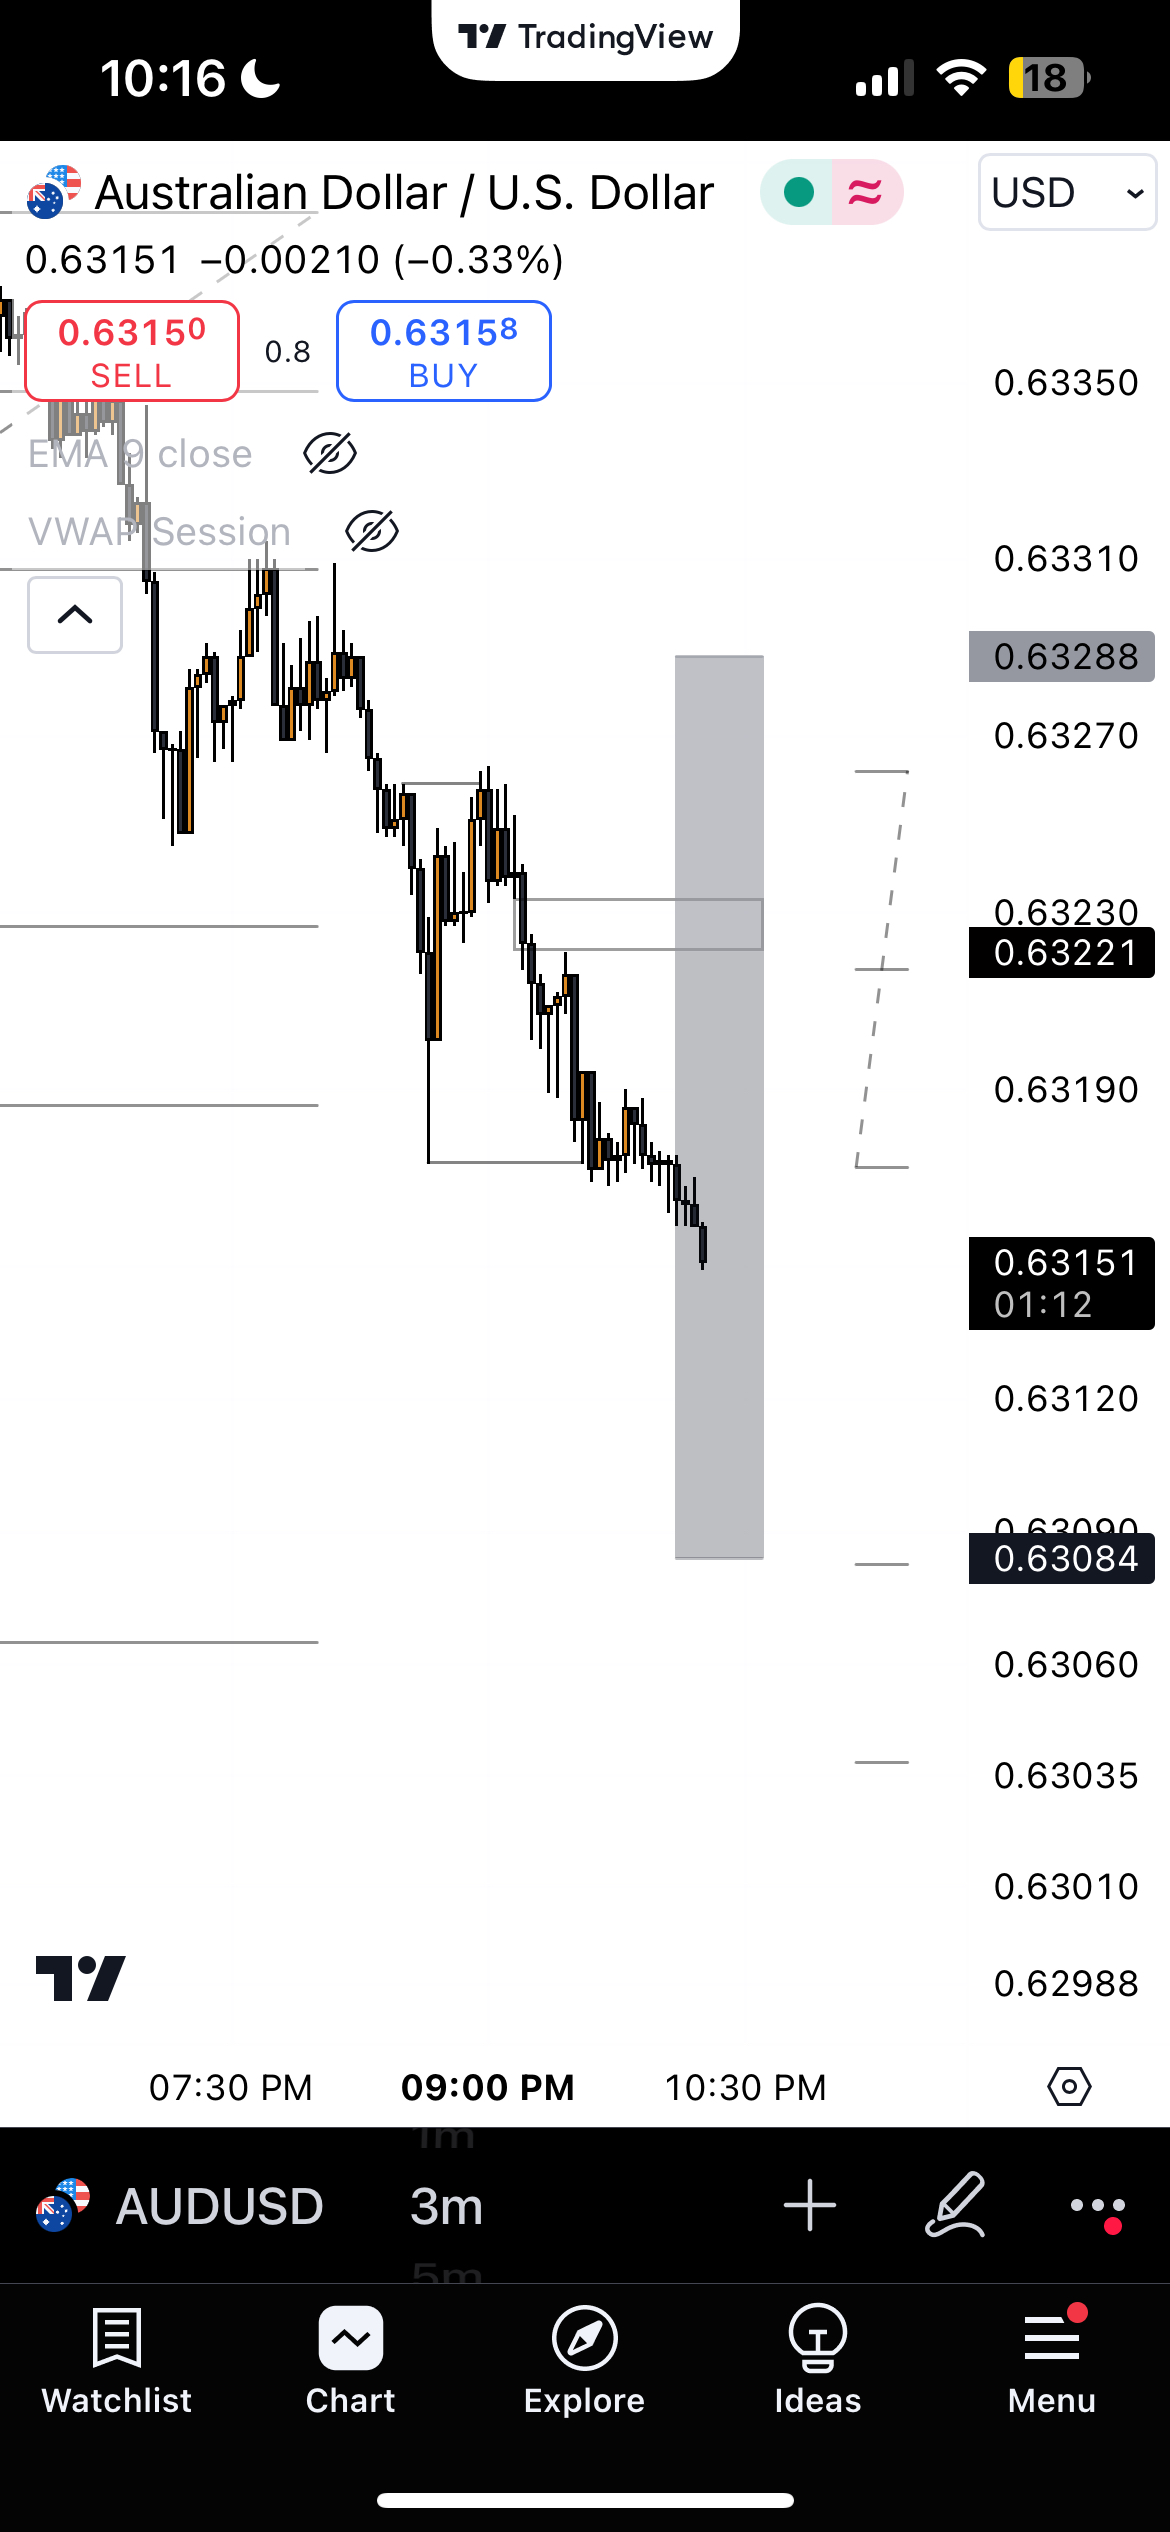 TradingView
10:16
18
Australian Dollar / U.S. Dollar
USD
0.63151 −0.00210 (−0.33%)
0.63150
SELL
0.8
0.63158
BUY
0.63350
EMA 9 close
VWAP Session
0.63310
0.63288
0.63270
0.63230
0.63221
0.63190
0.63151
01:12
0.63120
0.63090
0.63084
0.63060
0.63035
0.63010
0.62988
07:30 PM
09:00 PM
10:30 PM
1m
AUDUSD
3m
5m
Watchlist
Chart
Explore
Ideas
Menu